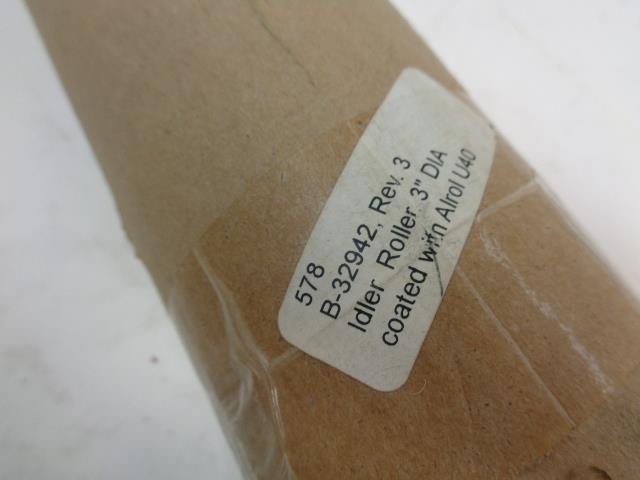 578
B-32942, Rev. 3
Idler Roller 3" DIA
coated with Alrol U40